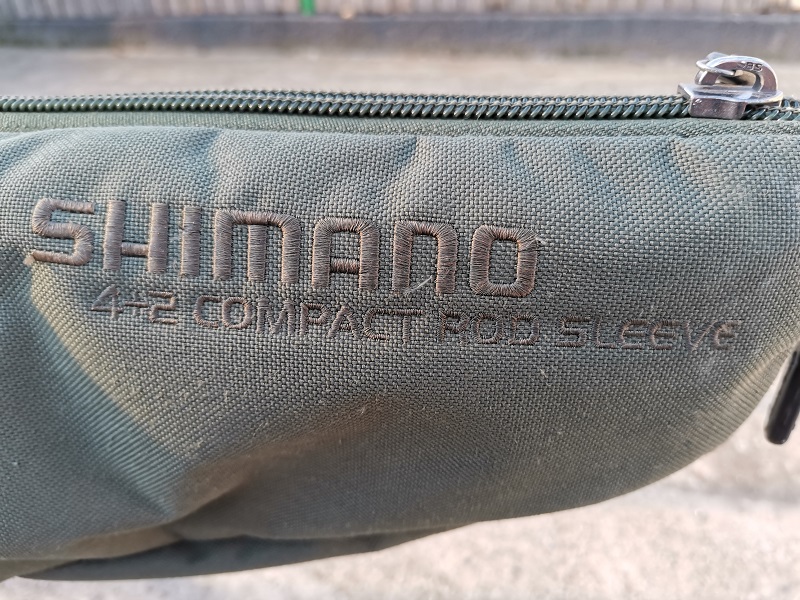 SHIMANO
4+2 COMPACT ROD SLEEVE